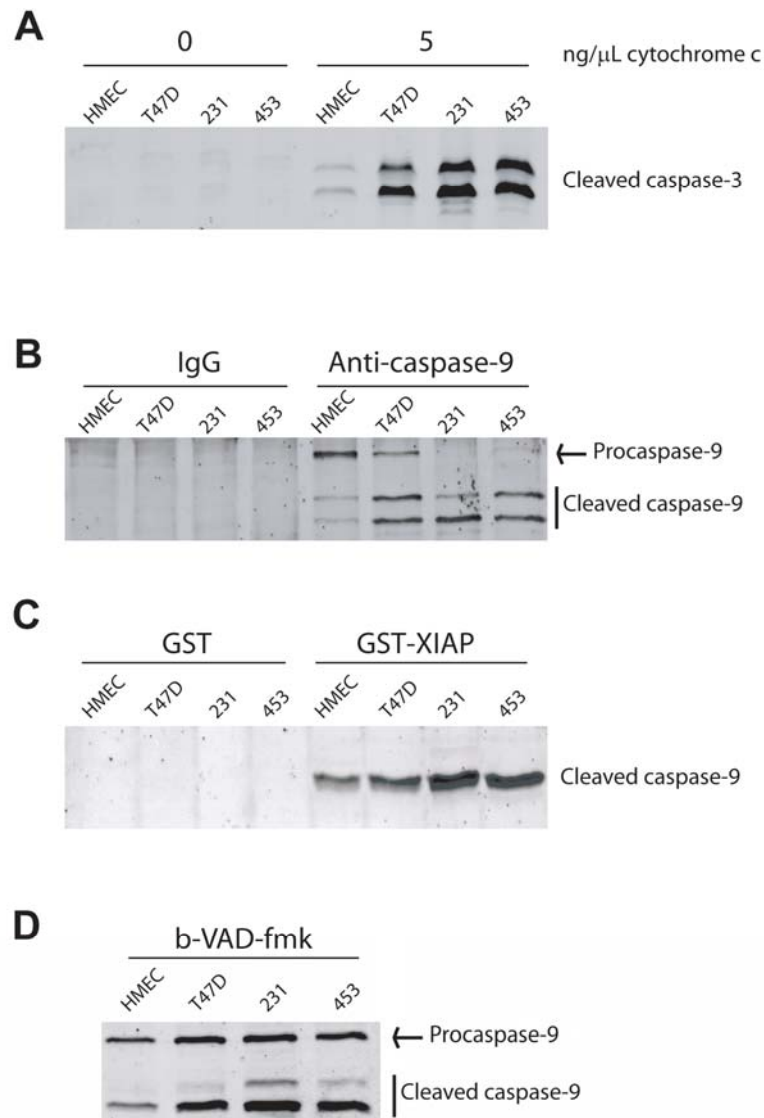 A
0 5 ng/μL cytochrome c
HMEC T47D 231 453 HMEC T47D 231 453
Cleaved caspase-3
B
IgG Anti-caspase-9
HMEC T47D 231 453 HMEC T47D 231 453
Procaspase-9
Cleaved caspase-9
C
GST GST-XIAP
HMEC T47D 231 453 HMEC T47D 231 453
Cleaved caspase-9
D
b-VAD-fmk
HMEC T47D 231 453
Procaspase-9
Cleaved caspase-9